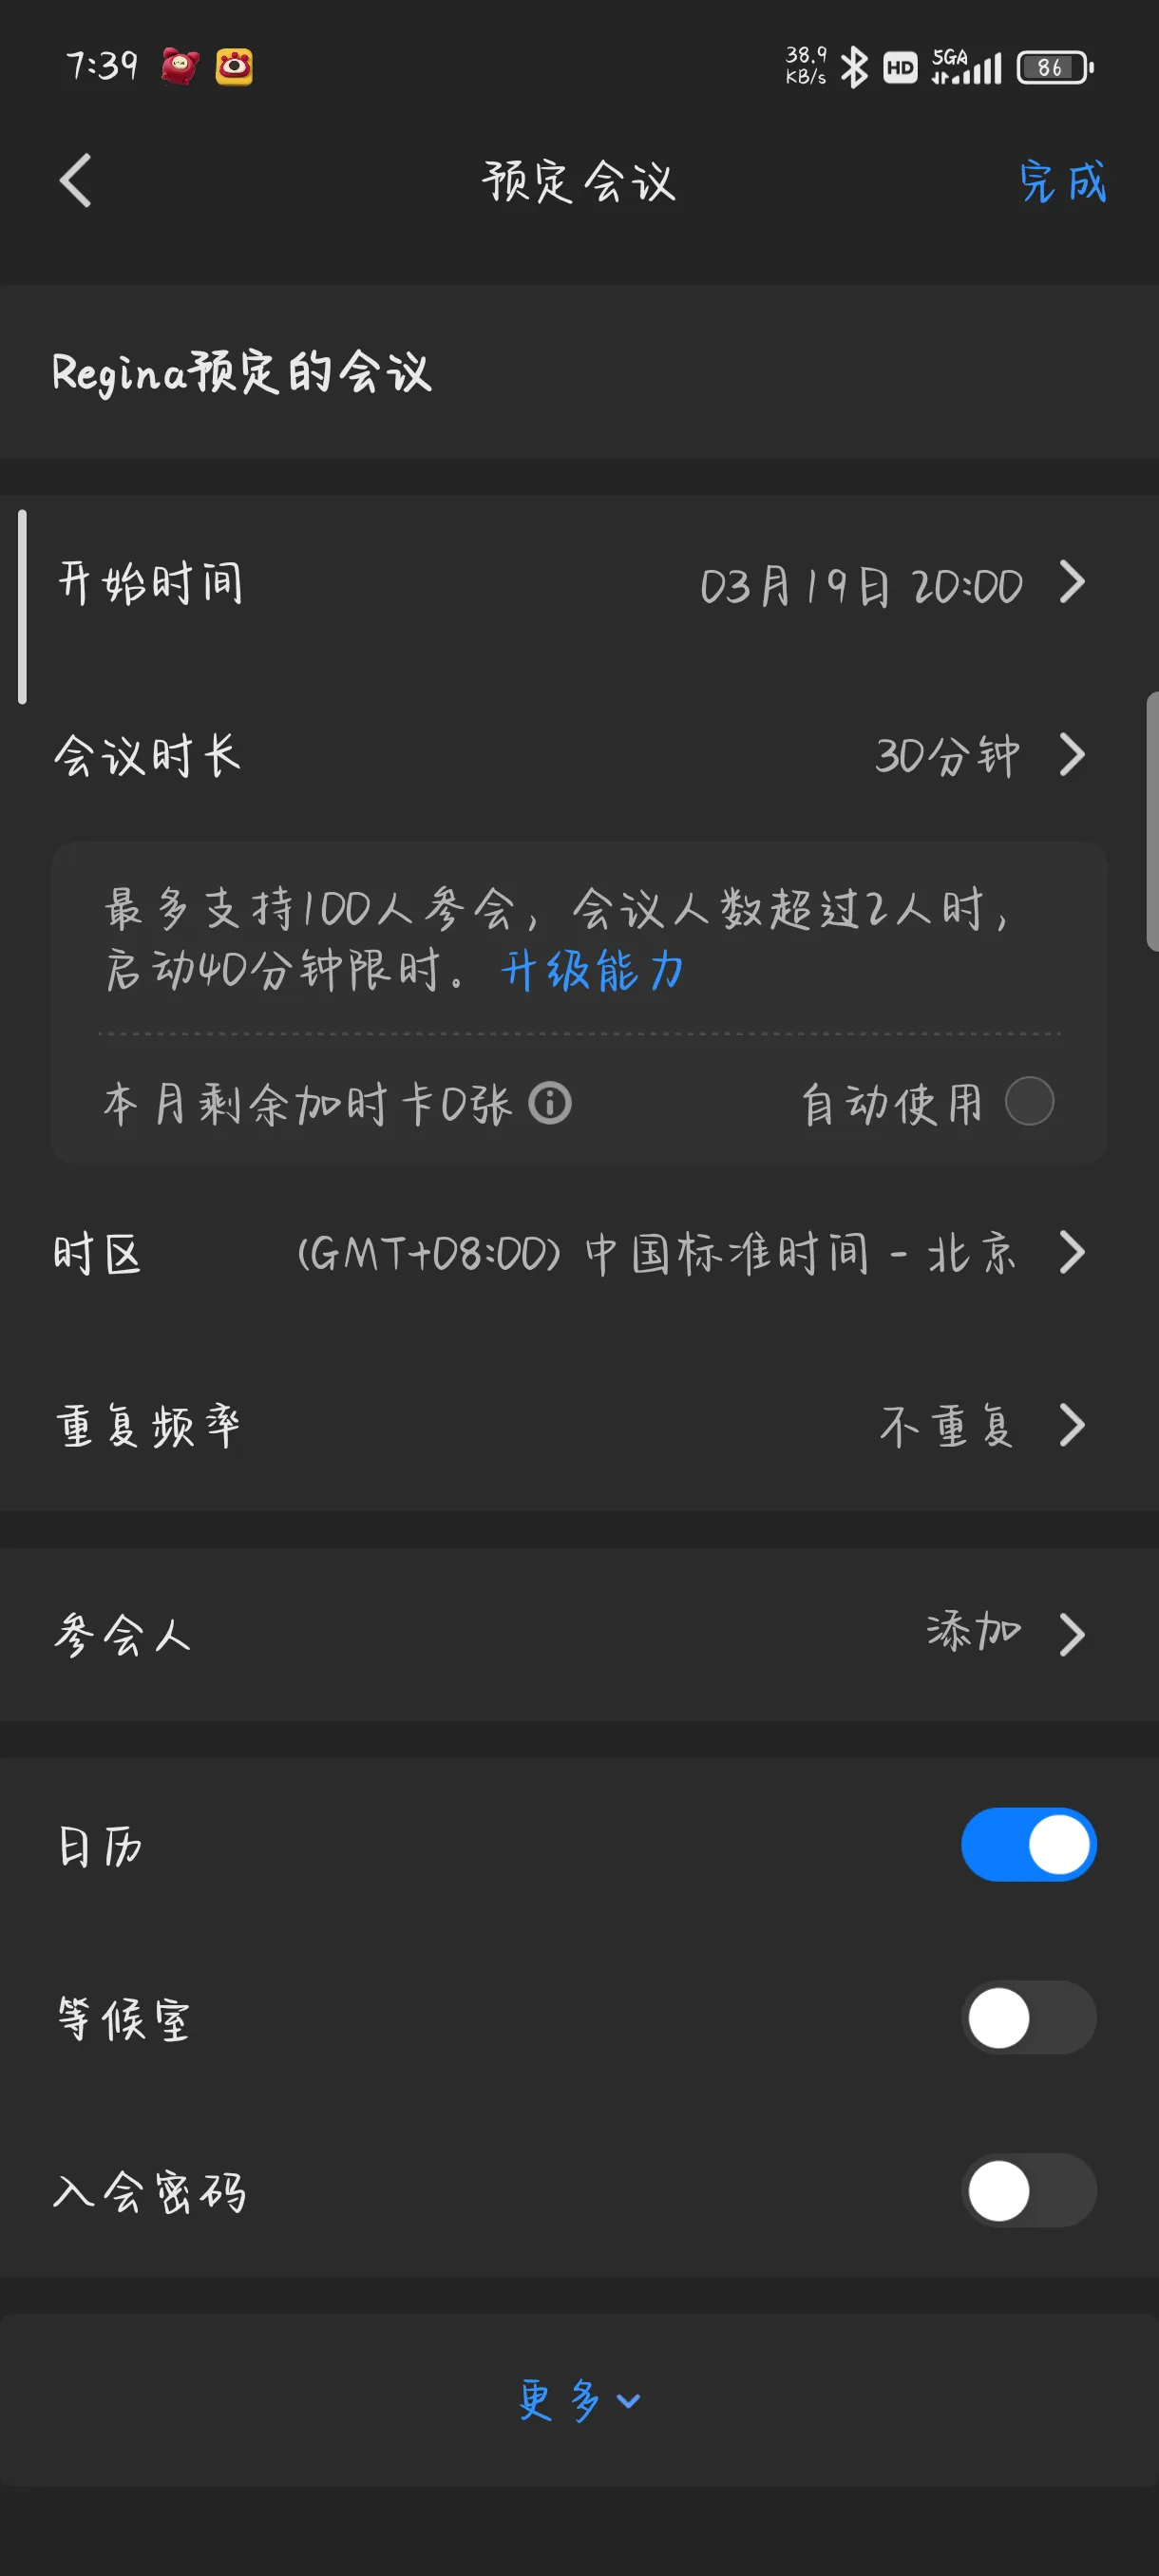 7:39
38.9
KB/s
HD
5GA
86
预定会议
完成
Regina预定的会议
开始时间
03月19日 20:00
会议时长
30分钟
最多支持100人参会，会议人数超过2人时，
启动40分钟限时。升级能力
本月剩余加时卡0张
自动使用
时区
(GMT+08:00) 中国标准时间 - 北京
重复频率
不重复
参会人
添加
日历
等候室
入会密码
更多